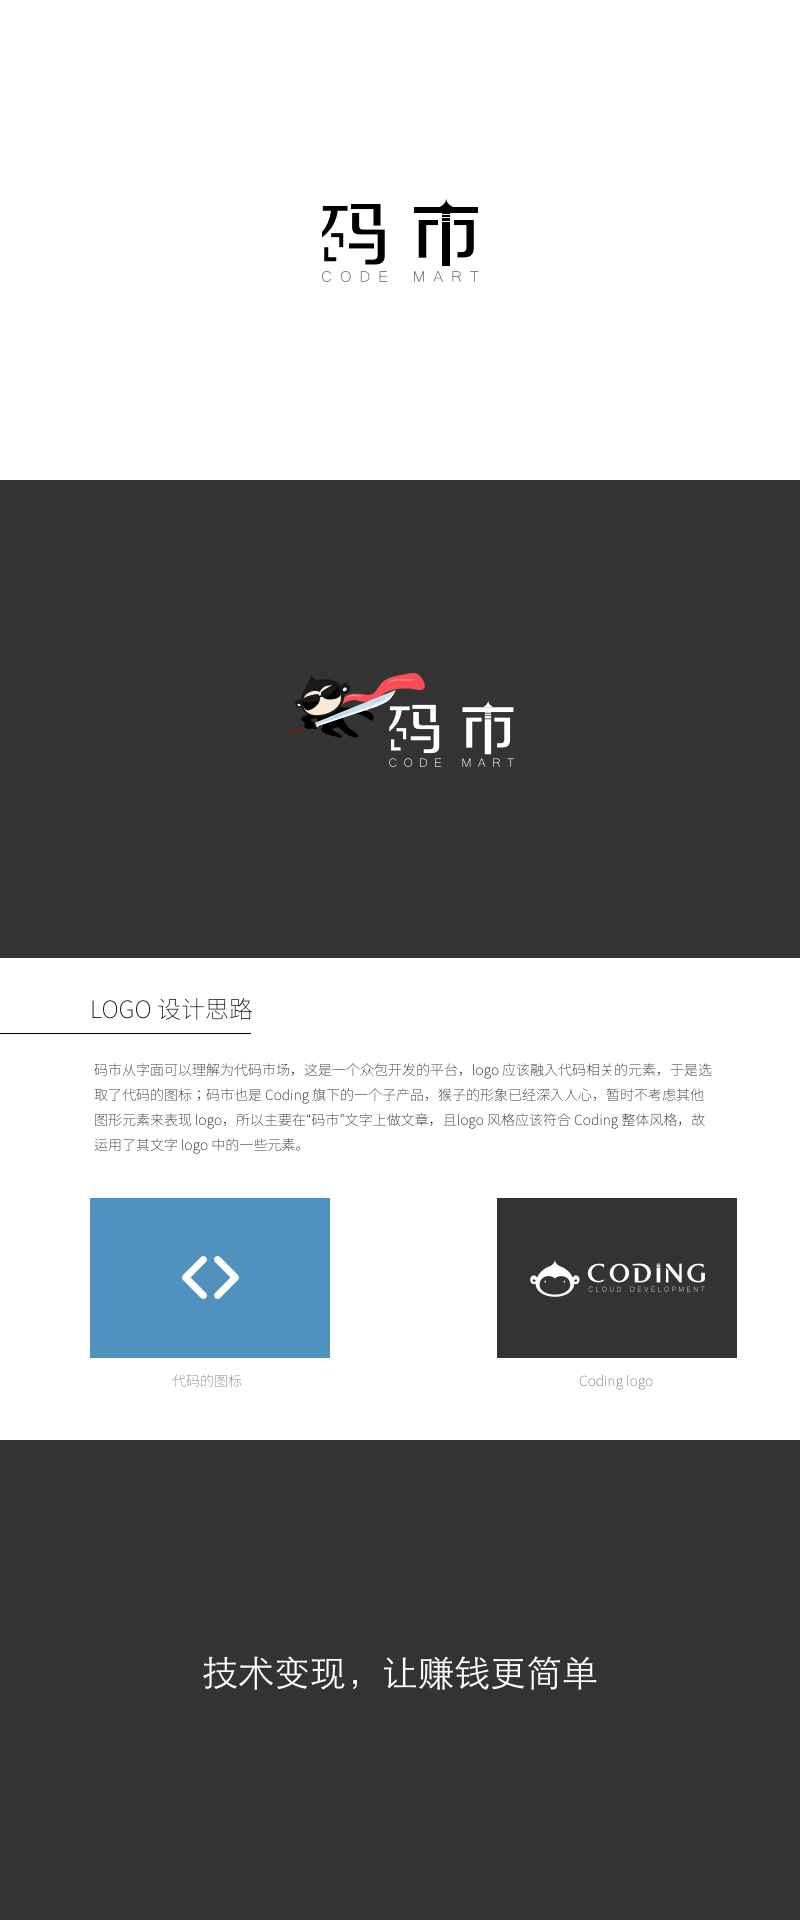 码市
CODE MART
码市
CODE MART
LOGO 设计思路
码市从字面可以理解为代码市场，这是一个众包开发的平台，logo 应该融入代码相关的元素，于是选
取了代码的图标；码市也是 Coding 旗下的一个子产品，猴子的形象已经深入人心，暂时不考虑其他
图形元素来表现 logo，所以主要在“码市”文字上做文章，且logo 风格应该符合 Coding 整体风格，故
运用了其文字 logo 中的一些元素。
CODING
CLOUD DEVELOPMENT
代码的图标
Coding logo
技术变现，让赚钱更简单